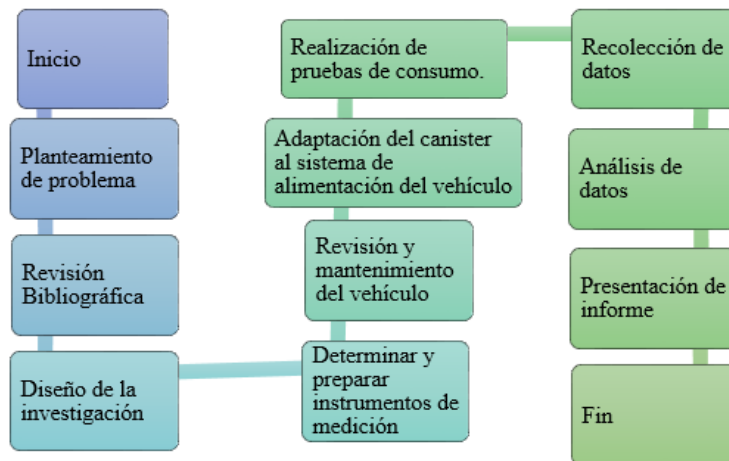 Inicio
Planteamiento
de problema
Revisión
Bibliográfica
Diseño de la
investigación
Determinar y
preparar
instrumentos de
medición
Revisión y
mantenimiento
del vehículo
Adaptación del canister
al sistema de
alimentación del vehículo
Realización de
pruebas de consumo.
Recolección de
datos
Análisis de
datos
Presentación de
informe
Fin